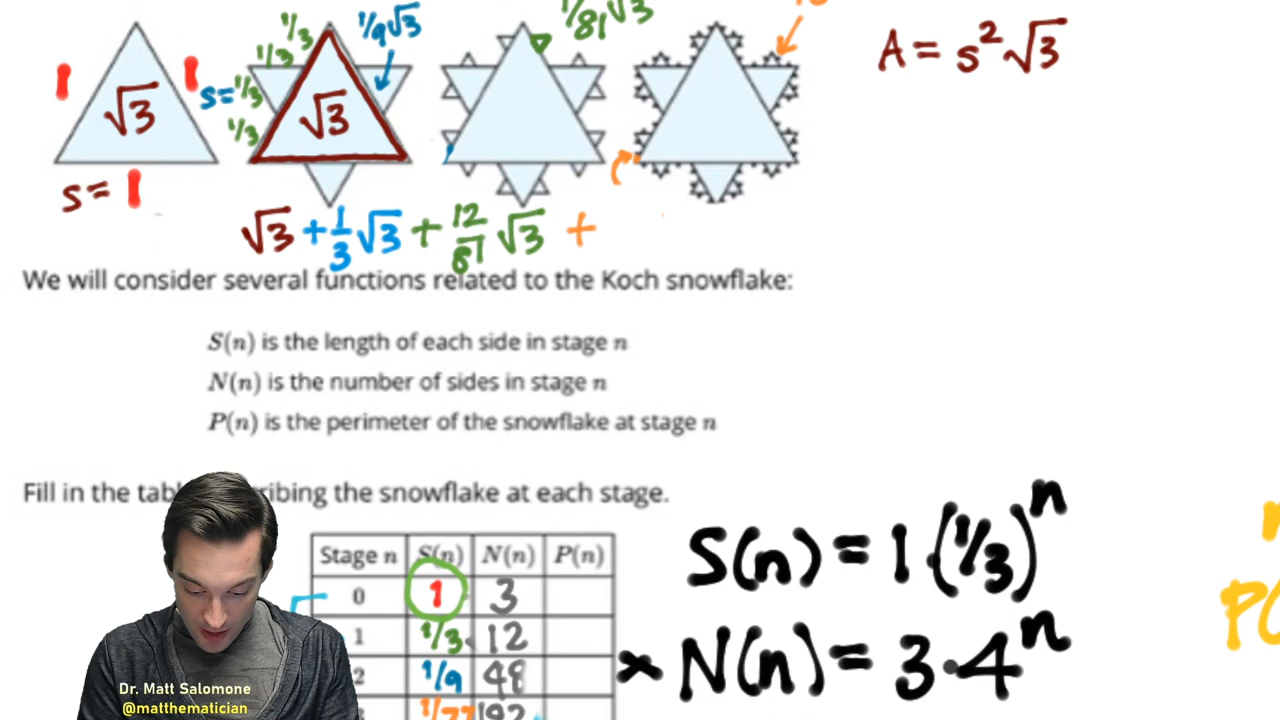 1/3 1/9√3 1/81√3
1/3
1 √3 1 s=1/3 √3 A = s²√3
1/3
s = 1
√3 + 1/3 √3 + 12/81 √3 +
We will consider several functions related to the Koch snowflake:
S(n) is the length of each side in stage n
N(n) is the number of sides in stage n
P(n) is the perimeter of the snowflake at stage n
Fill in the
ribing the snowflake at each stage.
Stage n S(n) N(n) P(n)
0 1 3
1 1/3 12
2 1/9 48
1/27 192
S(n) = 1·(1/3)ⁿ
× N(n) = 3·4ⁿ
Dr. Matt Salomone
@matthematician